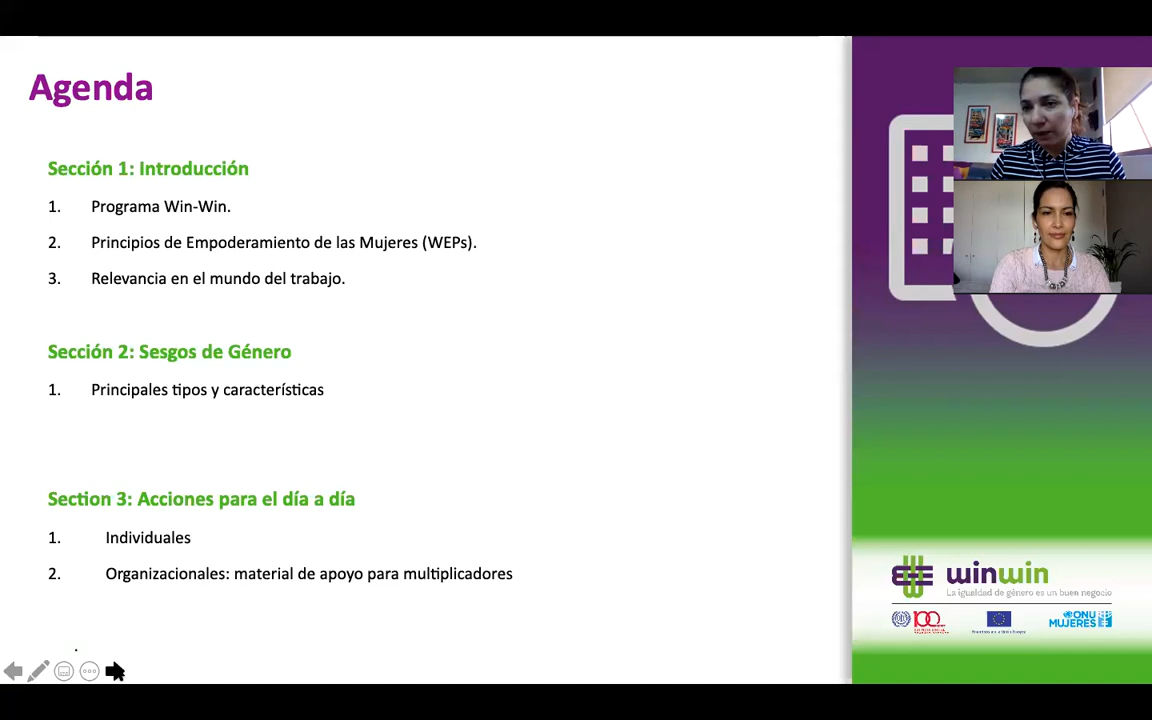 Agenda
Sección 1: Introducción
1. Programa Win-Win.
2. Principios de Empoderamiento de las Mujeres (WEPs).
3. Relevancia en el mundo del trabajo.
Sección 2: Sesgos de Género
1. Principales tipos y características
Section 3: Acciones para el día a día
1. Individuales
2. Organizacionales: material de apoyo para multiplicadores
winwin
La igualdad de género es un buen negocio
100
ONU
MUJERES